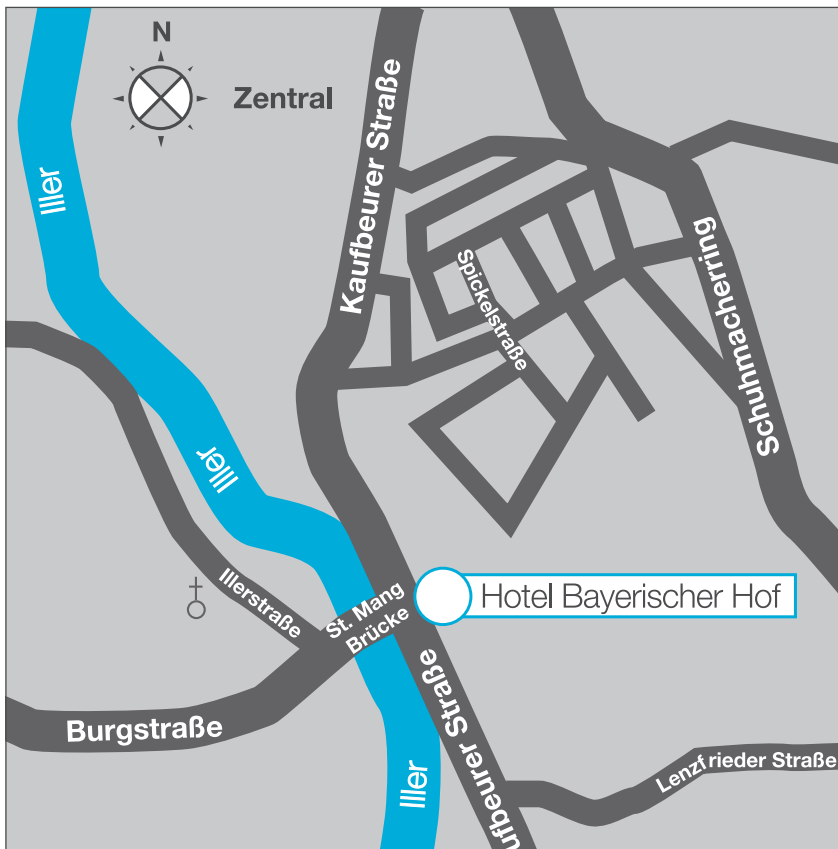 N
Zentral
Kaufbeurer Straße
Iller
Schuhmacherring
Spickelstraße
Iller
Illerstraße
St. Mang
Brücke
Hotel Bayerischer Hof
Burgstraße
ufbeurer Straße
Lenzfrieder Straße
Iller